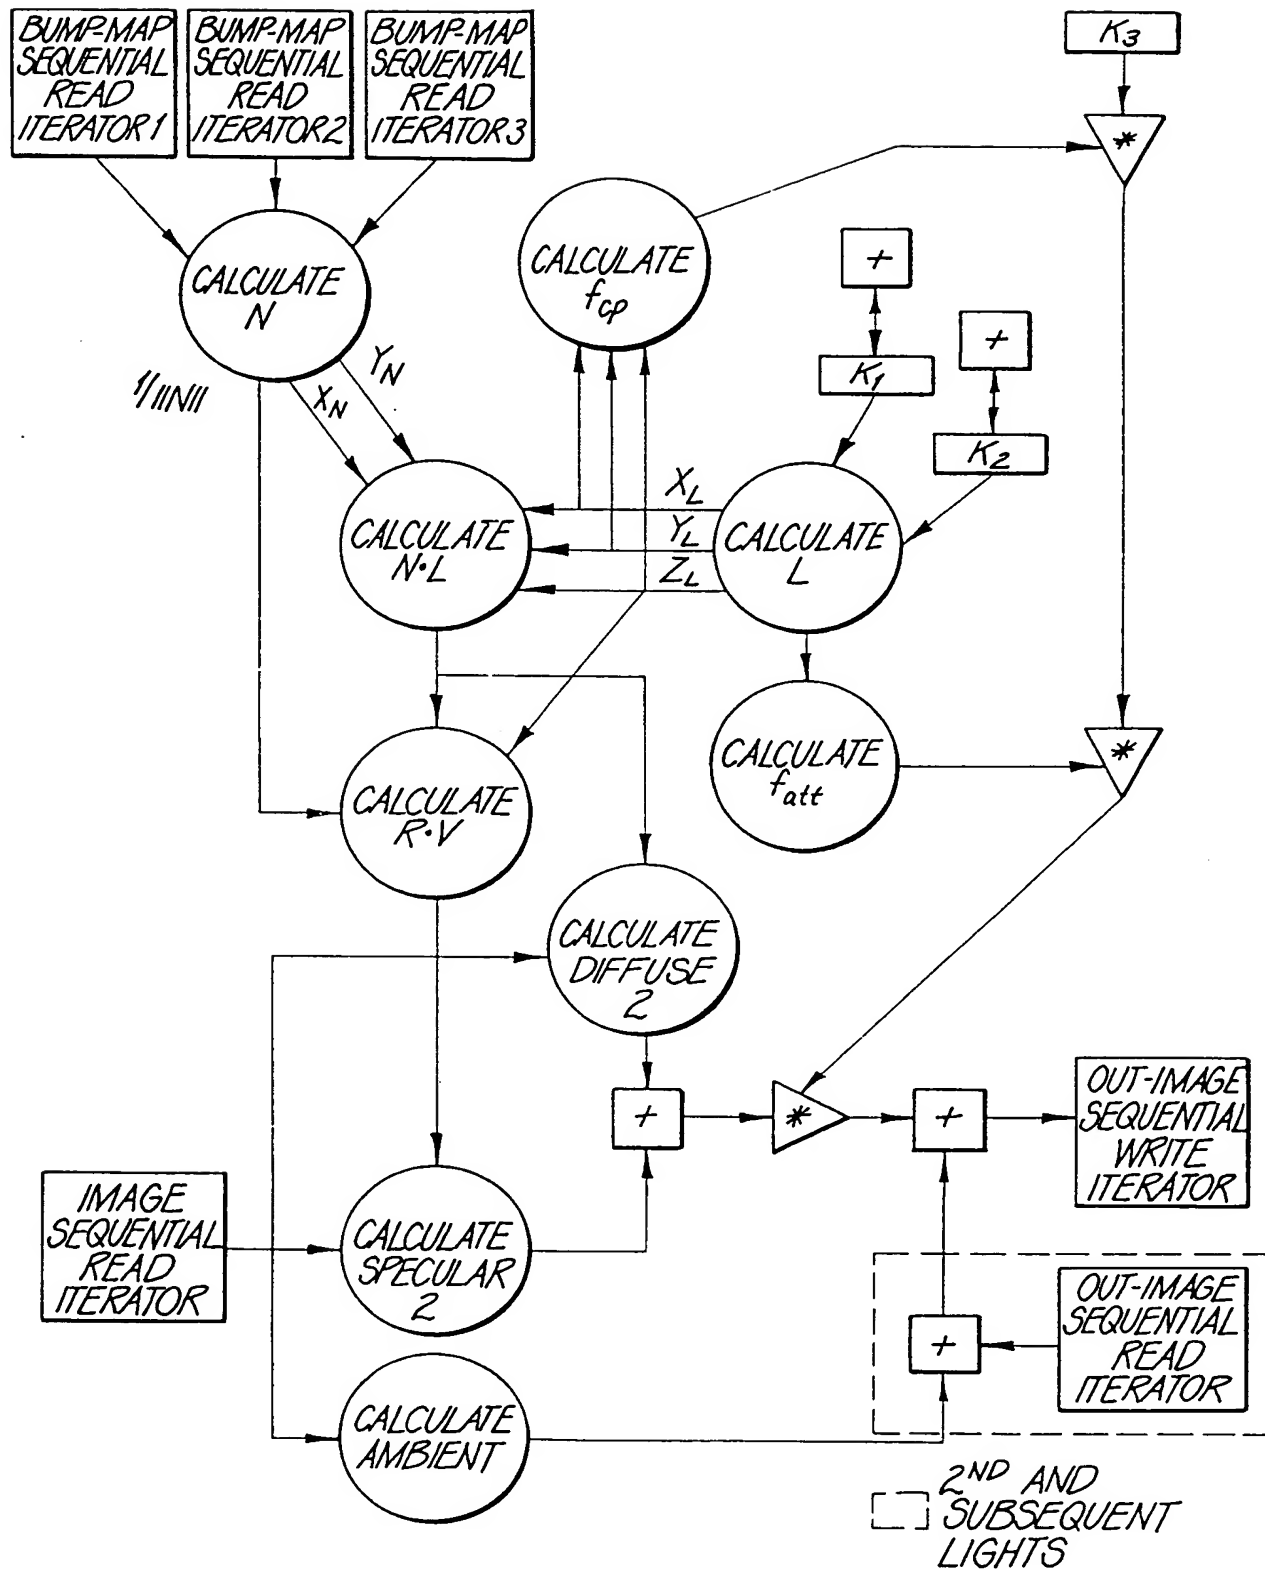 BUMP-MAP
SEQUENTIAL
READ
ITERATOR 1
BUMP-MAP
SEQUENTIAL
READ
ITERATOR 2
BUMP-MAP
SEQUENTIAL
READ
ITERATOR 3
K3
*
CALCULATE
N
CALCULATE
fcp
+
+
K1
K2
1/||N||
XN
YN
CALCULATE
N·L
XL
YL
ZL
CALCULATE
L
CALCULATE
R·V
CALCULATE
fatt
*
CALCULATE
DIFFUSE
2
+
*
+
OUT-IMAGE
SEQUENTIAL
WRITE
ITERATOR
IMAGE
SEQUENTIAL
READ
ITERATOR
CALCULATE
SPECULAR
2
+
OUT-IMAGE
SEQUENTIAL
READ
ITERATOR
CALCULATE
AMBIENT
2ND AND
SUBSEQUENT
LIGHTS